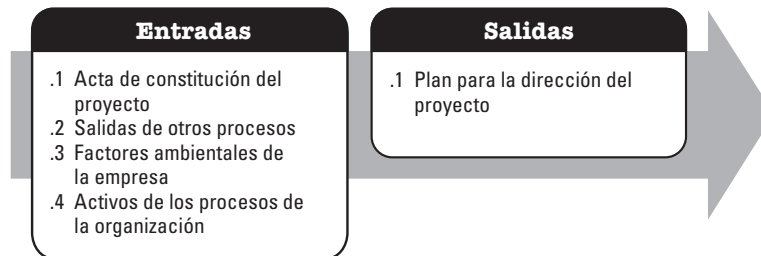 Entradas
.1 Acta de constitución del
proyecto
.2 Salidas de otros procesos
.3 Factores ambientales de
la empresa
.4 Activos de los procesos de
la organización
Salidas
.1 Plan para la dirección del
proyecto